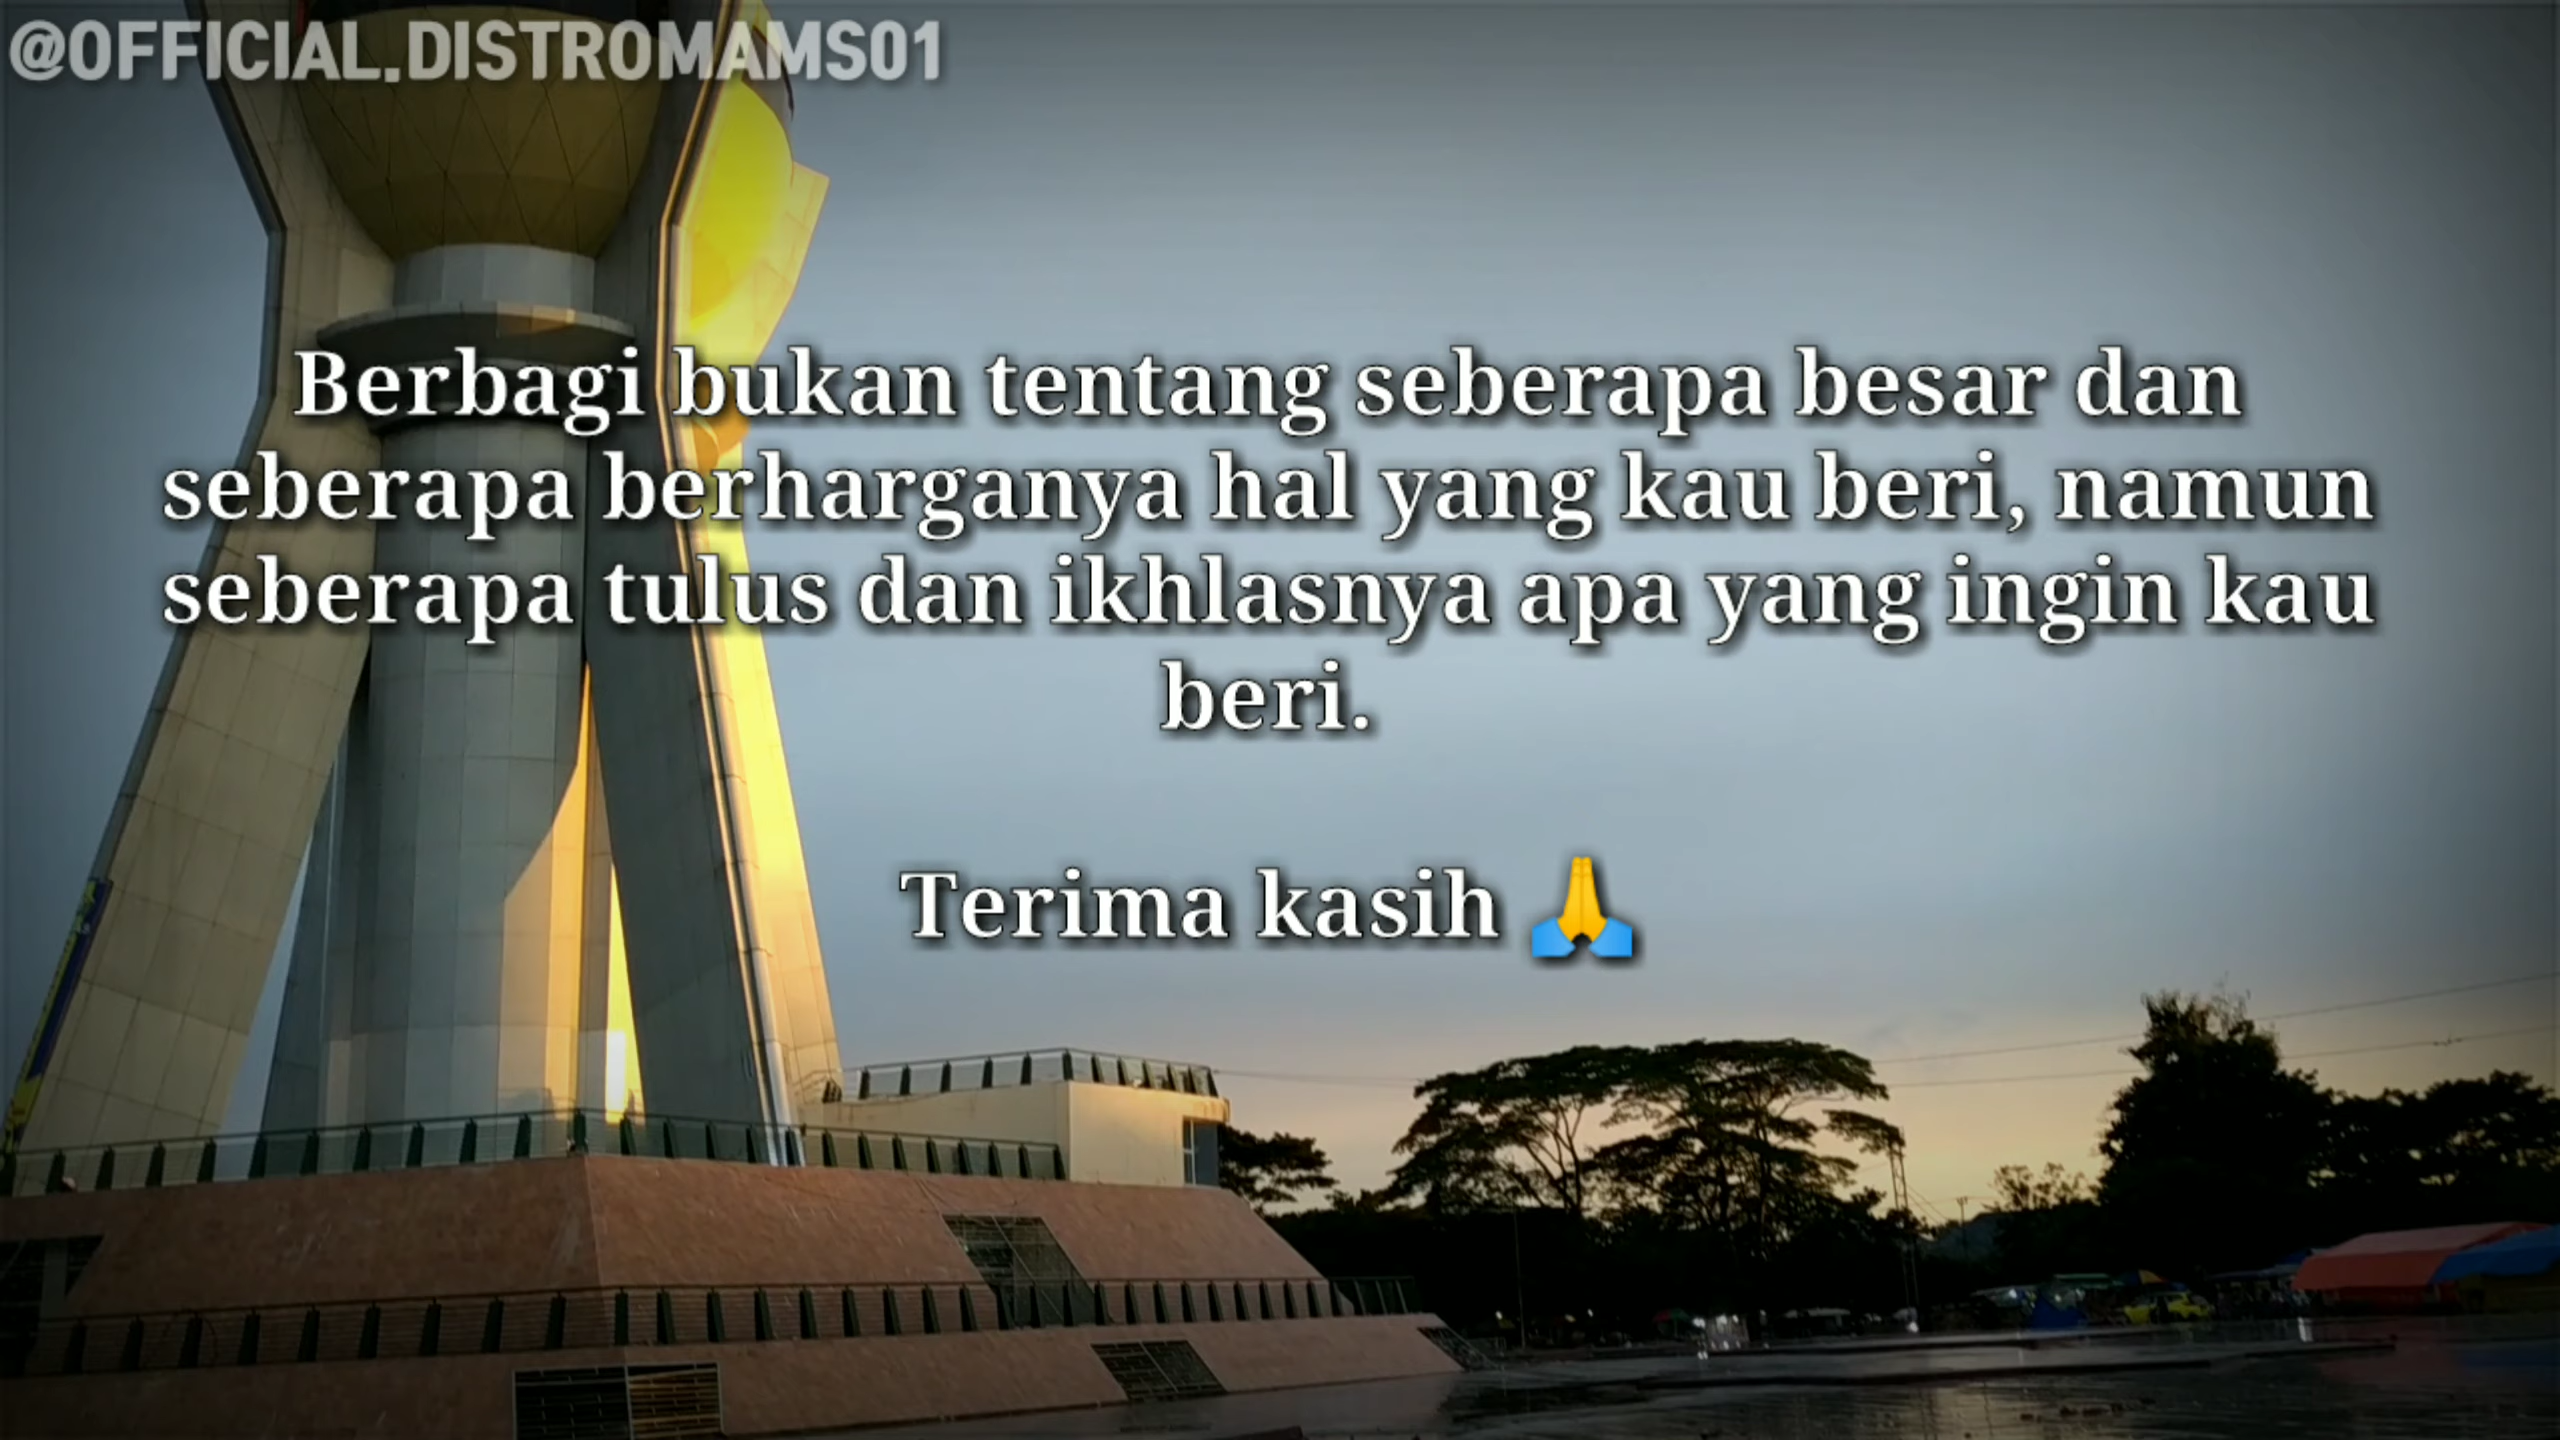 @OFFICIAL.DISTROMAMS01
Berbagi bukan tentang seberapa besar dan
seberapa berharganya hal yang kau beri, namun
seberapa tulus dan ikhlasnya apa yang ingin kau
beri.
Terima kasih 🙏